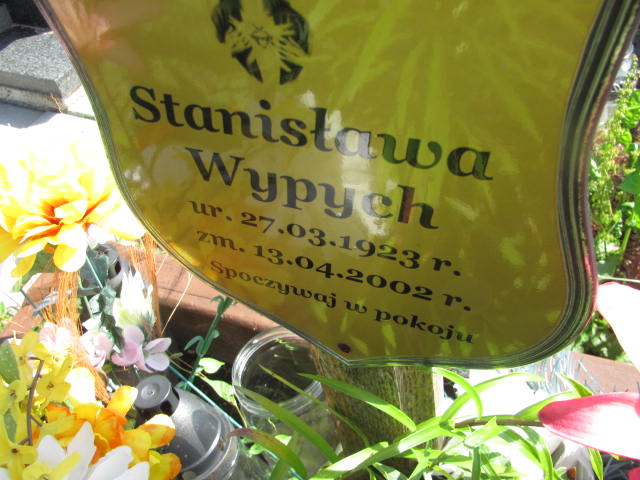 Stanisława
Wypych
ur. 27.03.1923 r.
zm. 13.04.2002 r.
Spoczywaj w pokoju